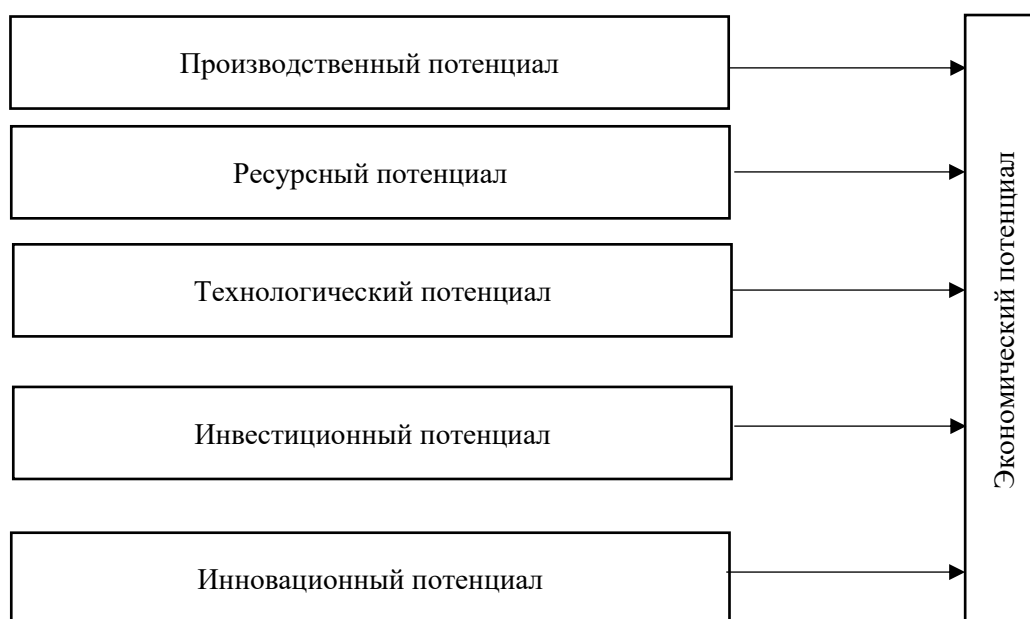 Производственный потенциал
Ресурсный потенциал
Технологический потенциал
Инвестиционный потенциал
Инновационный потенциал
Экономический потенциал